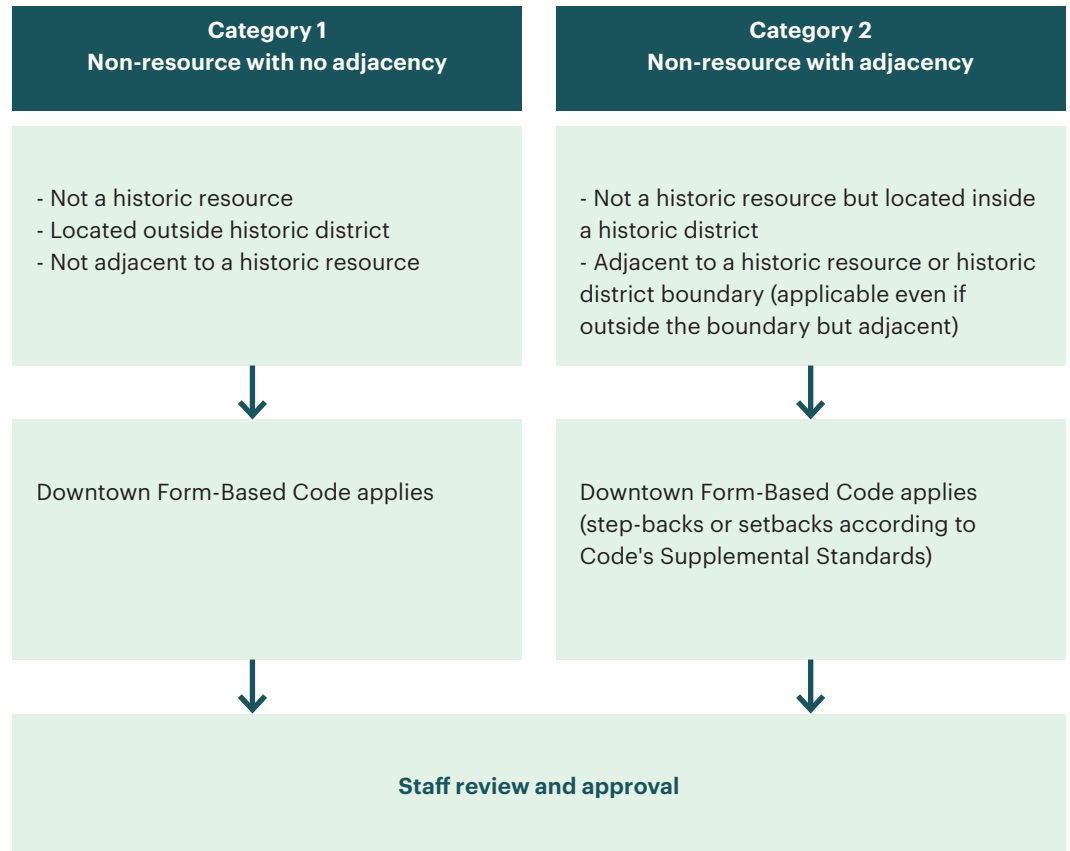 Category 1
Non-resource with no adjacency
- Not a historic resource
- Located outside historic district
- Not adjacent to a historic resource
Downtown Form-Based Code applies
Category 2
Non-resource with adjacency
- Not a historic resource but located inside
a historic district
- Adjacent to a historic resource or historic
district boundary (applicable even if
outside the boundary but adjacent)
Downtown Form-Based Code applies
(step-backs or setbacks according to
Code's Supplemental Standards)
Staff review and approval